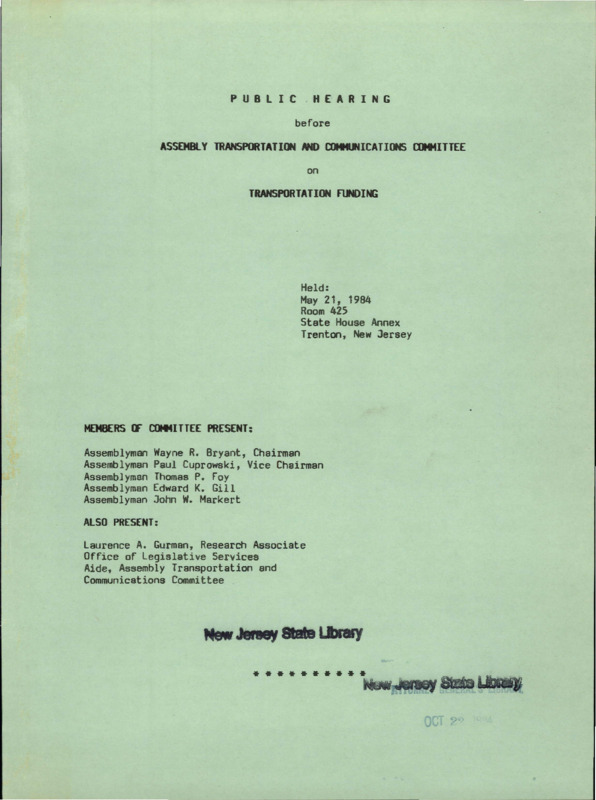 PUBLIC HEARING
before
ASSEMBLY TRANSPORTATION AND COMMUNICATIONS COMMITTEE
on
TRANSPORTATION FUNDING
Held:
May 21, 1984
Room 425
State House Annex
Trenton, New Jersey
MEMBERS OF COMMITTEE PRESENT:
Assemblyman Wayne R. Bryant, Chairman
Assemblyman Paul Cuprowski, Vice Chairman
Assemblyman Thomas P. Foy
Assemblyman Edward K. Gill
Assemblyman John W. Markert
ALSO PRESENT:
Laurence A. Gurman, Research Associate
Office of Legislative Services
Aide, Assembly Transportation and
Communications Committee
New Jersey State Library
* * * * * * * * * *
New Jersey State Library
OCT